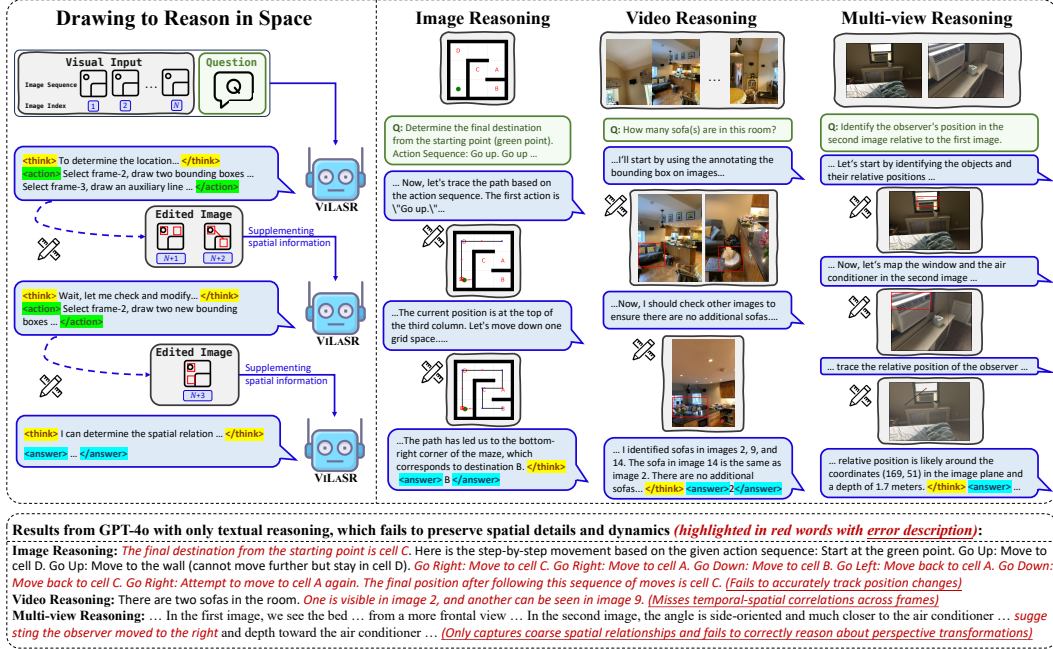 Drawing to Reason in Space
Visual Input
Image Sequence
...
Image Index
1
2
N
Question
Q
<think> To determine the location... </think>
<action> Select frame-2, draw two bounding boxes ...
Select frame-3, draw an auxiliary line ... </action>
VILASR
Edited Image
N+1
N+2
Supplementing
spatial information
<think> Wait, let me check and modify... </think>
<action> Select frame-2, draw two new bounding
boxes ... </action>
VILASR
Edited Image
N+3
Supplementing
spatial information
<think> I can determine the spatial relation ... </think>
<answer> ... </answer>
VILASR
Image Reasoning
D
C
A
B
Q: Determine the final destination
from the starting point (green point).
Action Sequence: Go up. Go up ...
... Now, let's trace the path based on
the action sequence. The first action is
\"Go up.\"...
C
A
B
...The current position is at the top of
the third column. Let's move down one
grid space.....
...The path has led us to the bottom-
right corner of the maze, which
corresponds to destination B. </think>
<answer> B </answer>
Video Reasoning
...
Q: How many sofa(s) are in this room?
...I'll start by using the annotating the
bounding box on images...
...Now, I should check other images to
ensure there are no additional sofas....
... I identified sofas in images 2, 9, and
14. The sofa in image 14 is the same as
image 2. There are no additional
sofas... </think> <answer>2</answer>
Multi-view Reasoning
Q: Identify the observer's position in the
second image relative to the first image.
... Let's start by identifying the objects and
their relative positions ...
... Now, let's map the window and the air
conditioner in the second image ...
... trace the relative position of the observer ...
... relative position is likely around the
coordinates (169, 51) in the image plane and
a depth of 1.7 meters. </think> <answer> ...
Results from GPT-4o with only textual reasoning, which fails to preserve spatial details and dynamics (highlighted in red words with error description):
Image Reasoning: The final destination from the starting point is cell C. Here is the step-by-step movement based on the given action sequence: Start at the green point. Go Up: Move to
cell D. Go Up: Move to the wall (cannot move further but stay in cell D). Go Right: Move to cell C. Go Right: Move to cell A. Go Down: Move to cell B. Go Left: Move back to cell A. Go Down:
Move back to cell C. Go Right: Attempt to move to cell A again. The final position after following this sequence of moves is cell C. (Fails to accurately track position changes)
Video Reasoning: There are two sofas in the room. One is visible in image 2, and another can be seen in image 9. (Misses temporal-spatial correlations across frames)
Multi-view Reasoning: ... In the first image, we see the bed ... from a more frontal view ... In the second image, the angle is side-oriented and much closer to the air conditioner ... sugge
sting the observer moved to the right and depth toward the air conditioner ... (Only captures coarse spatial relationships and fails to correctly reason about perspective transformations)